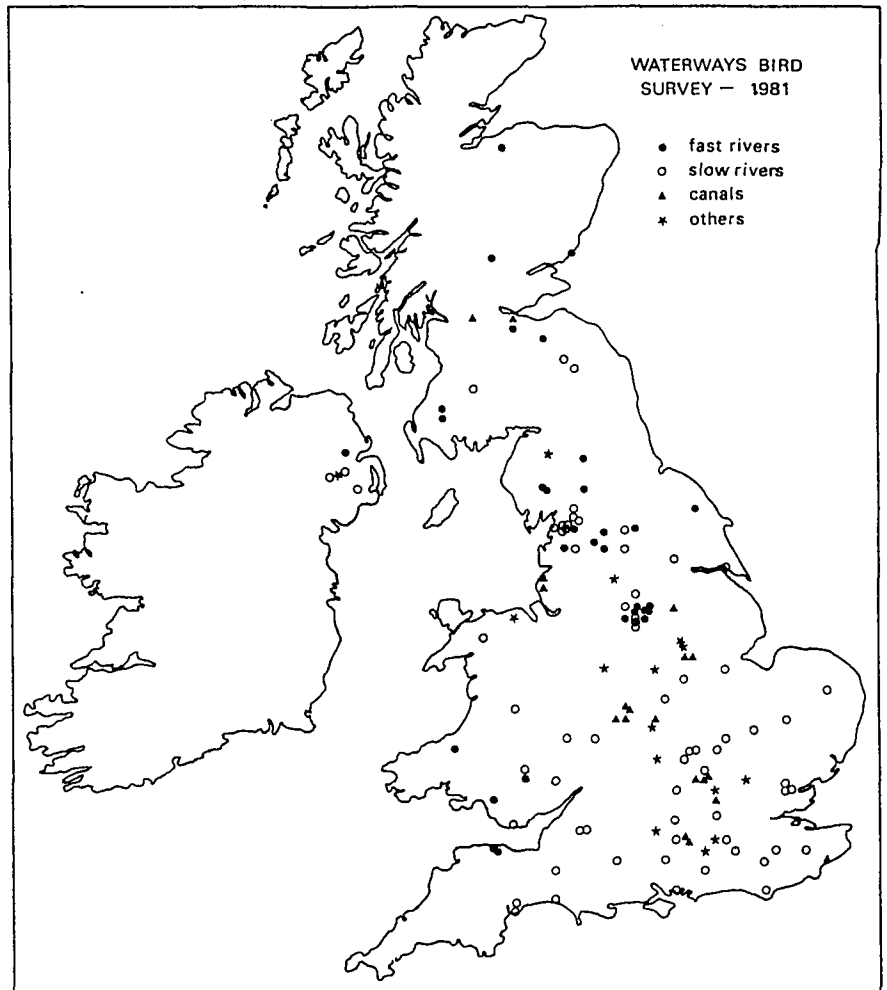 WATERWAYS BIRD
SURVEY — 1981
fast rivers
slow rivers
canals
others